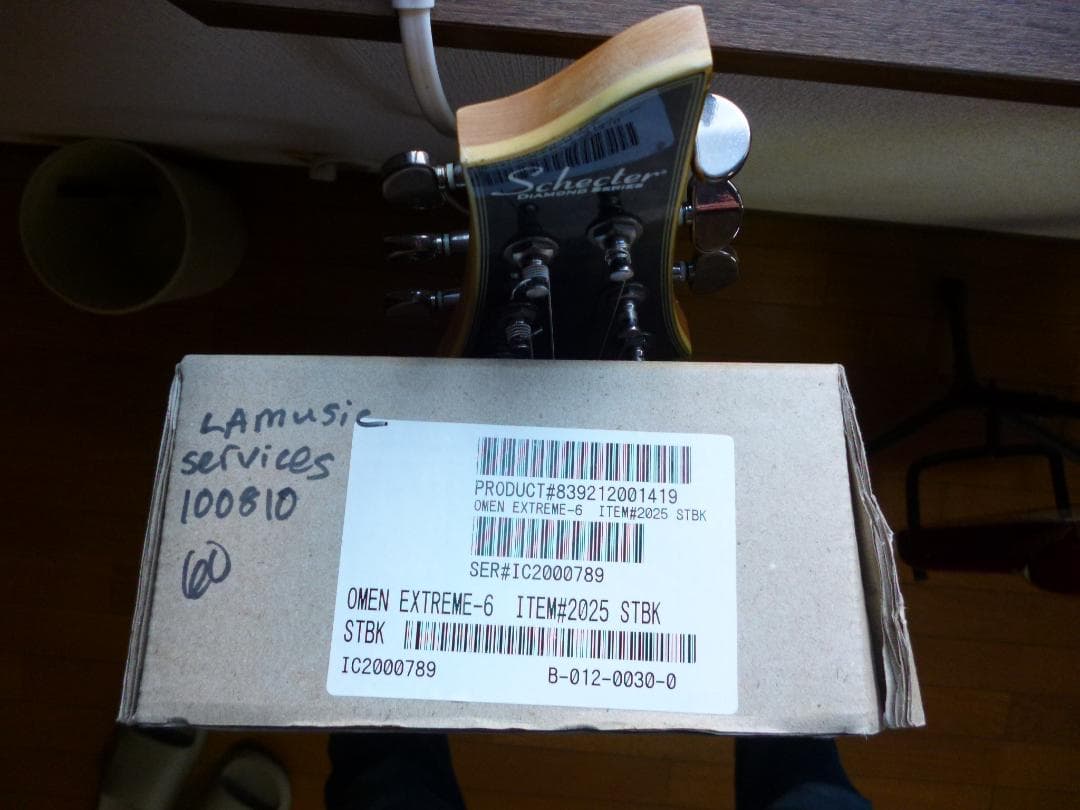 Schecter
DIAMOND SERIES
LAmusic
services
100810
60
PRODUCT#839212001419
OMEN EXTREME-6 ITEM#2025 STBK
SER#IC2000789
OMEN EXTREME-6 ITEM#2025 STBK
STBK
IC2000789 B-012-0030-0